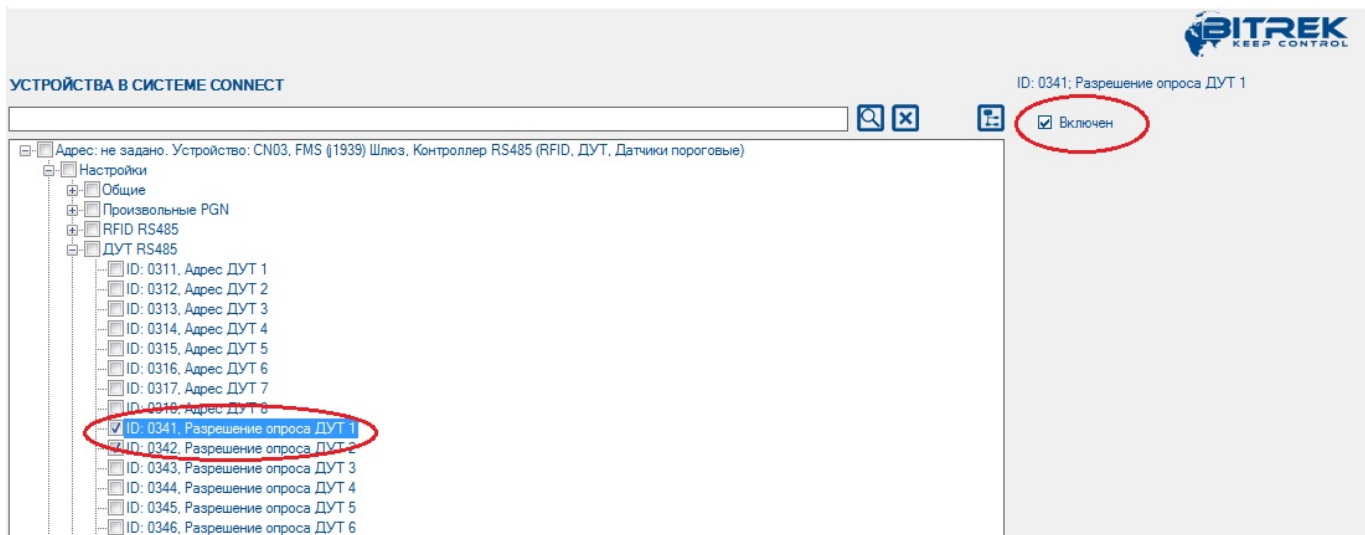 BITREK
KEEP CONTROL
УСТРОЙСТВА В СИСТЕМЕ CONNECT
ID: 0341; Разрешение опроса ДУТ 1
Включен
Адрес: не задано. Устройство: CN03, FMS (j1939) Шлюз, Контроллер RS485 (RFID, ДУТ, Датчики пороговые)
Настройки
Общие
Произвольные PGN
RFID RS485
ДУТ RS485
ID: 0311, Адрес ДУТ 1
ID: 0312, Адрес ДУТ 2
ID: 0313, Адрес ДУТ 3
ID: 0314, Адрес ДУТ 4
ID: 0315, Адрес ДУТ 5
ID: 0316, Адрес ДУТ 6
ID: 0317, Адрес ДУТ 7
ID: 0318, Адрес ДУТ 8
ID: 0341, Разрешение опроса ДУТ 1
ID: 0342, Разрешение опроса ДУТ 2
ID: 0343, Разрешение опроса ДУТ 3
ID: 0344, Разрешение опроса ДУТ 4
ID: 0345, Разрешение опроса ДУТ 5
ID: 0346, Разрешение опроса ДУТ 6